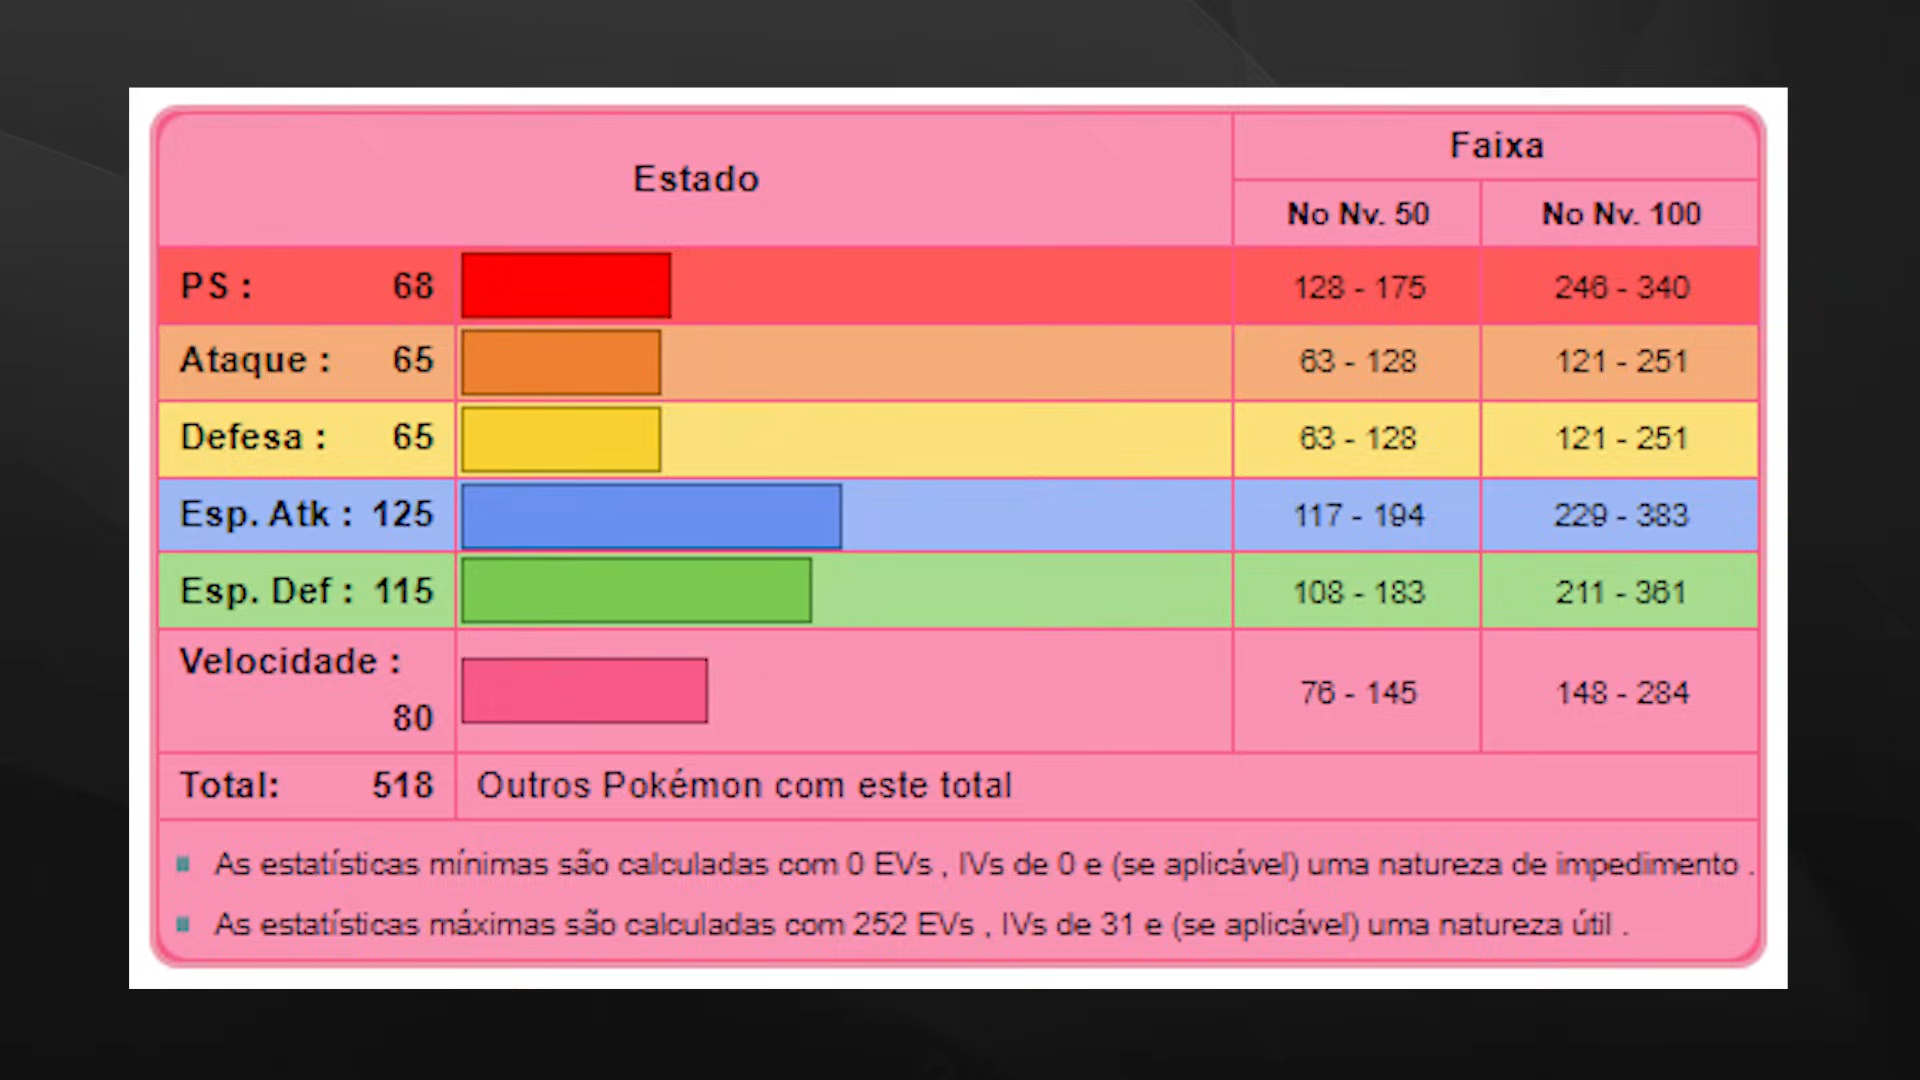 Estado
Faixa
No Nv. 50 No Nv. 100
PS : 68 128 - 175 246 - 340
Ataque : 65 63 - 128 121 - 251
Defesa : 65 63 - 128 121 - 251
Esp. Atk : 125 117 - 194 229 - 383
Esp. Def : 115 108 - 183 211 - 361
Velocidade :
80 76 - 145 148 - 284
Total: 518 Outros Pokémon com este total
As estatísticas mínimas são calculadas com 0 EVs , IVs de 0 e (se aplicável) uma natureza de impedimento .
As estatísticas máximas são calculadas com 252 EVs , IVs de 31 e (se aplicável) uma natureza útil .